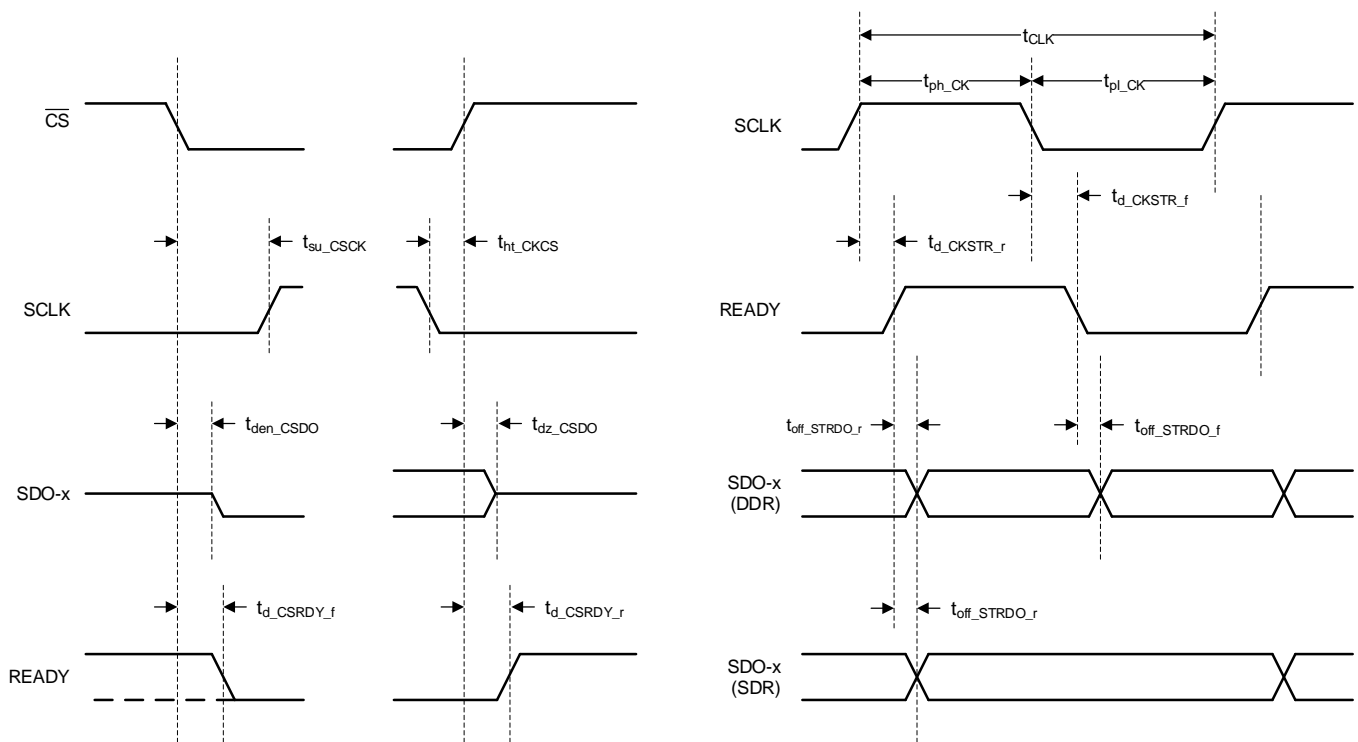 t_CLK
t_ph_CK t_pl_CK
C̅S̅
SCLK
t_d_CKSTR_f
t_su_CSCK t_ht_CKCS t_d_CKSTR_r
SCLK
READY
t_den_CSDO t_dz_CSDO t_off_STRDO_r t_off_STRDO_f
SDO-x
SDO-x
(DDR)
t_d_CSRDY_f t_d_CSRDY_r t_off_STRDO_r
READY
SDO-x
(SDR)